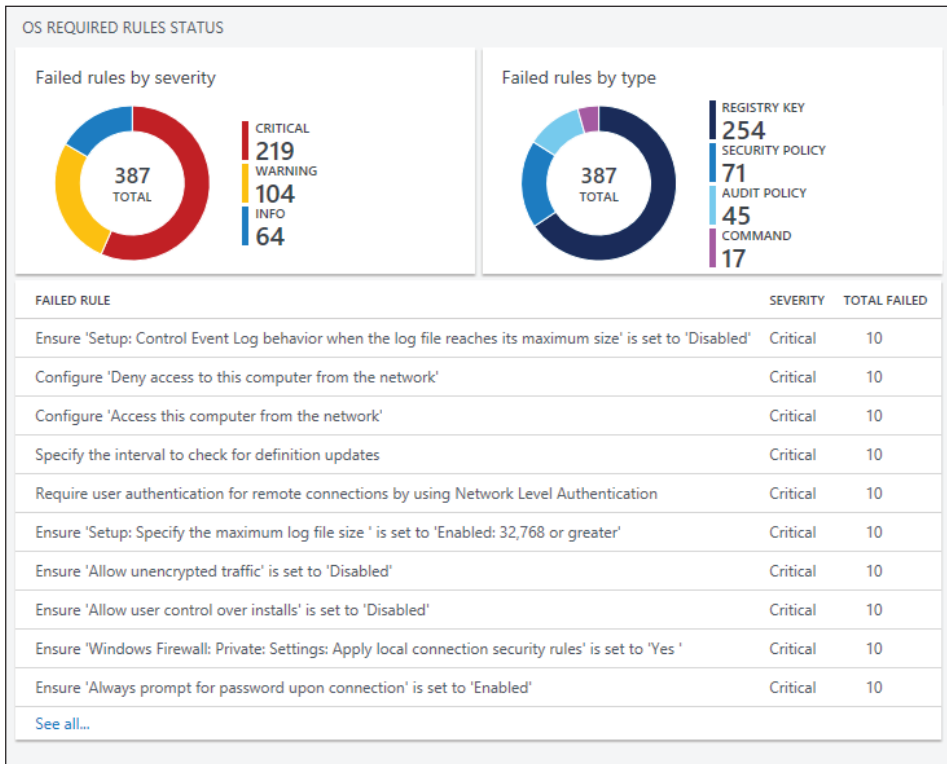 OS REQUIRED RULES STATUS
Failed rules by severity
387
TOTAL
CRITICAL
219
WARNING
104
INFO
64
Failed rules by type
387
TOTAL
REGISTRY KEY
254
SECURITY POLICY
71
AUDIT POLICY
45
COMMAND
17
FAILED RULE SEVERITY TOTAL FAILED
Ensure 'Setup: Control Event Log behavior when the log file reaches its maximum size' is set to 'Disabled' Critical 10
Configure 'Deny access to this computer from the network' Critical 10
Configure 'Access this computer from the network' Critical 10
Specify the interval to check for definition updates Critical 10
Require user authentication for remote connections by using Network Level Authentication Critical 10
Ensure 'Setup: Specify the maximum log file size ' is set to 'Enabled: 32,768 or greater' Critical 10
Ensure 'Allow unencrypted traffic' is set to 'Disabled' Critical 10
Ensure 'Allow user control over installs' is set to 'Disabled' Critical 10
Ensure 'Windows Firewall: Private: Settings: Apply local connection security rules' is set to 'Yes ' Critical 10
Ensure 'Always prompt for password upon connection' is set to 'Enabled' Critical 10
See all...